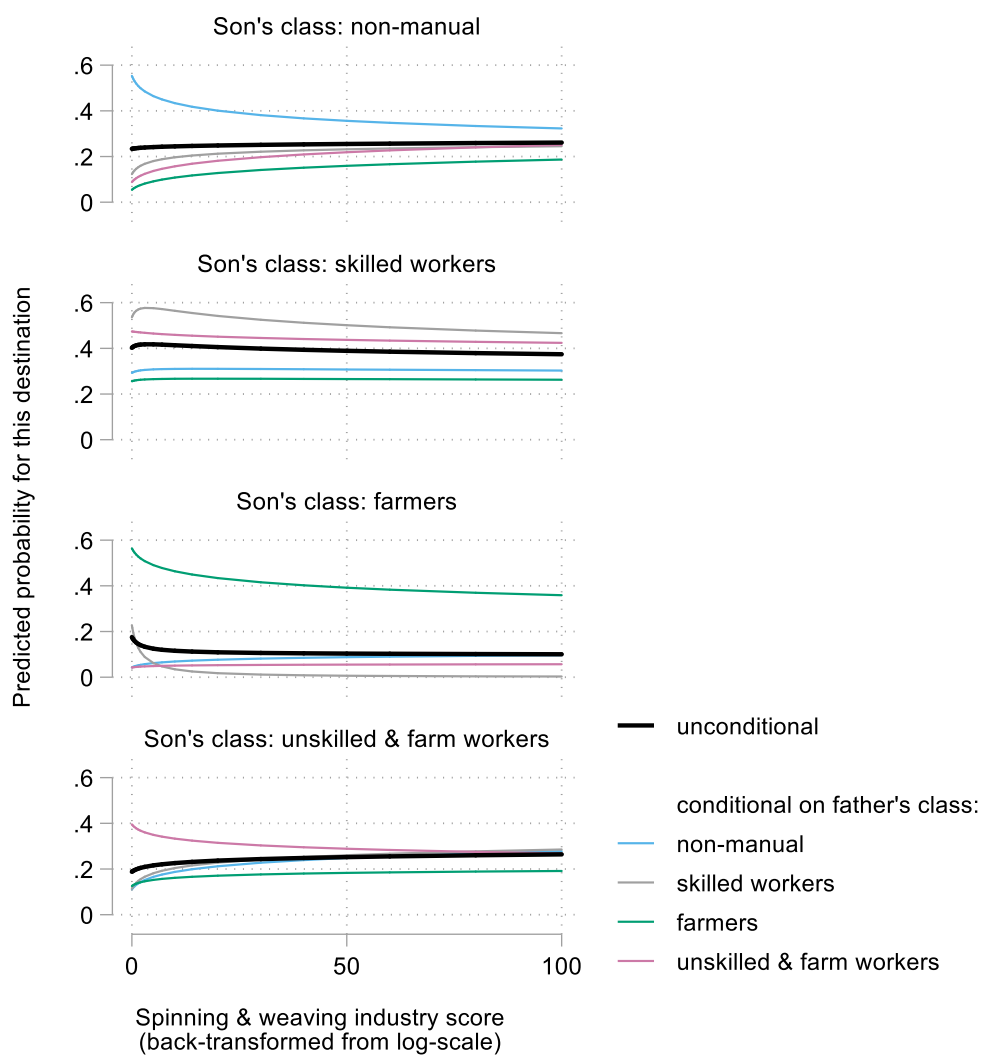 Son's class: non-manual
.6
.4
.2
0
Son's class: skilled workers
.6
.4
.2
0
Predicted probability for this destination
Son's class: farmers
.6
.4
.2
0
Son's class: unskilled & farm workers
.6
.4
.2
0
0 50 100
Spinning & weaving industry score
(back-transformed from log-scale)
unconditional
conditional on father's class:
non-manual
skilled workers
farmers
unskilled & farm workers